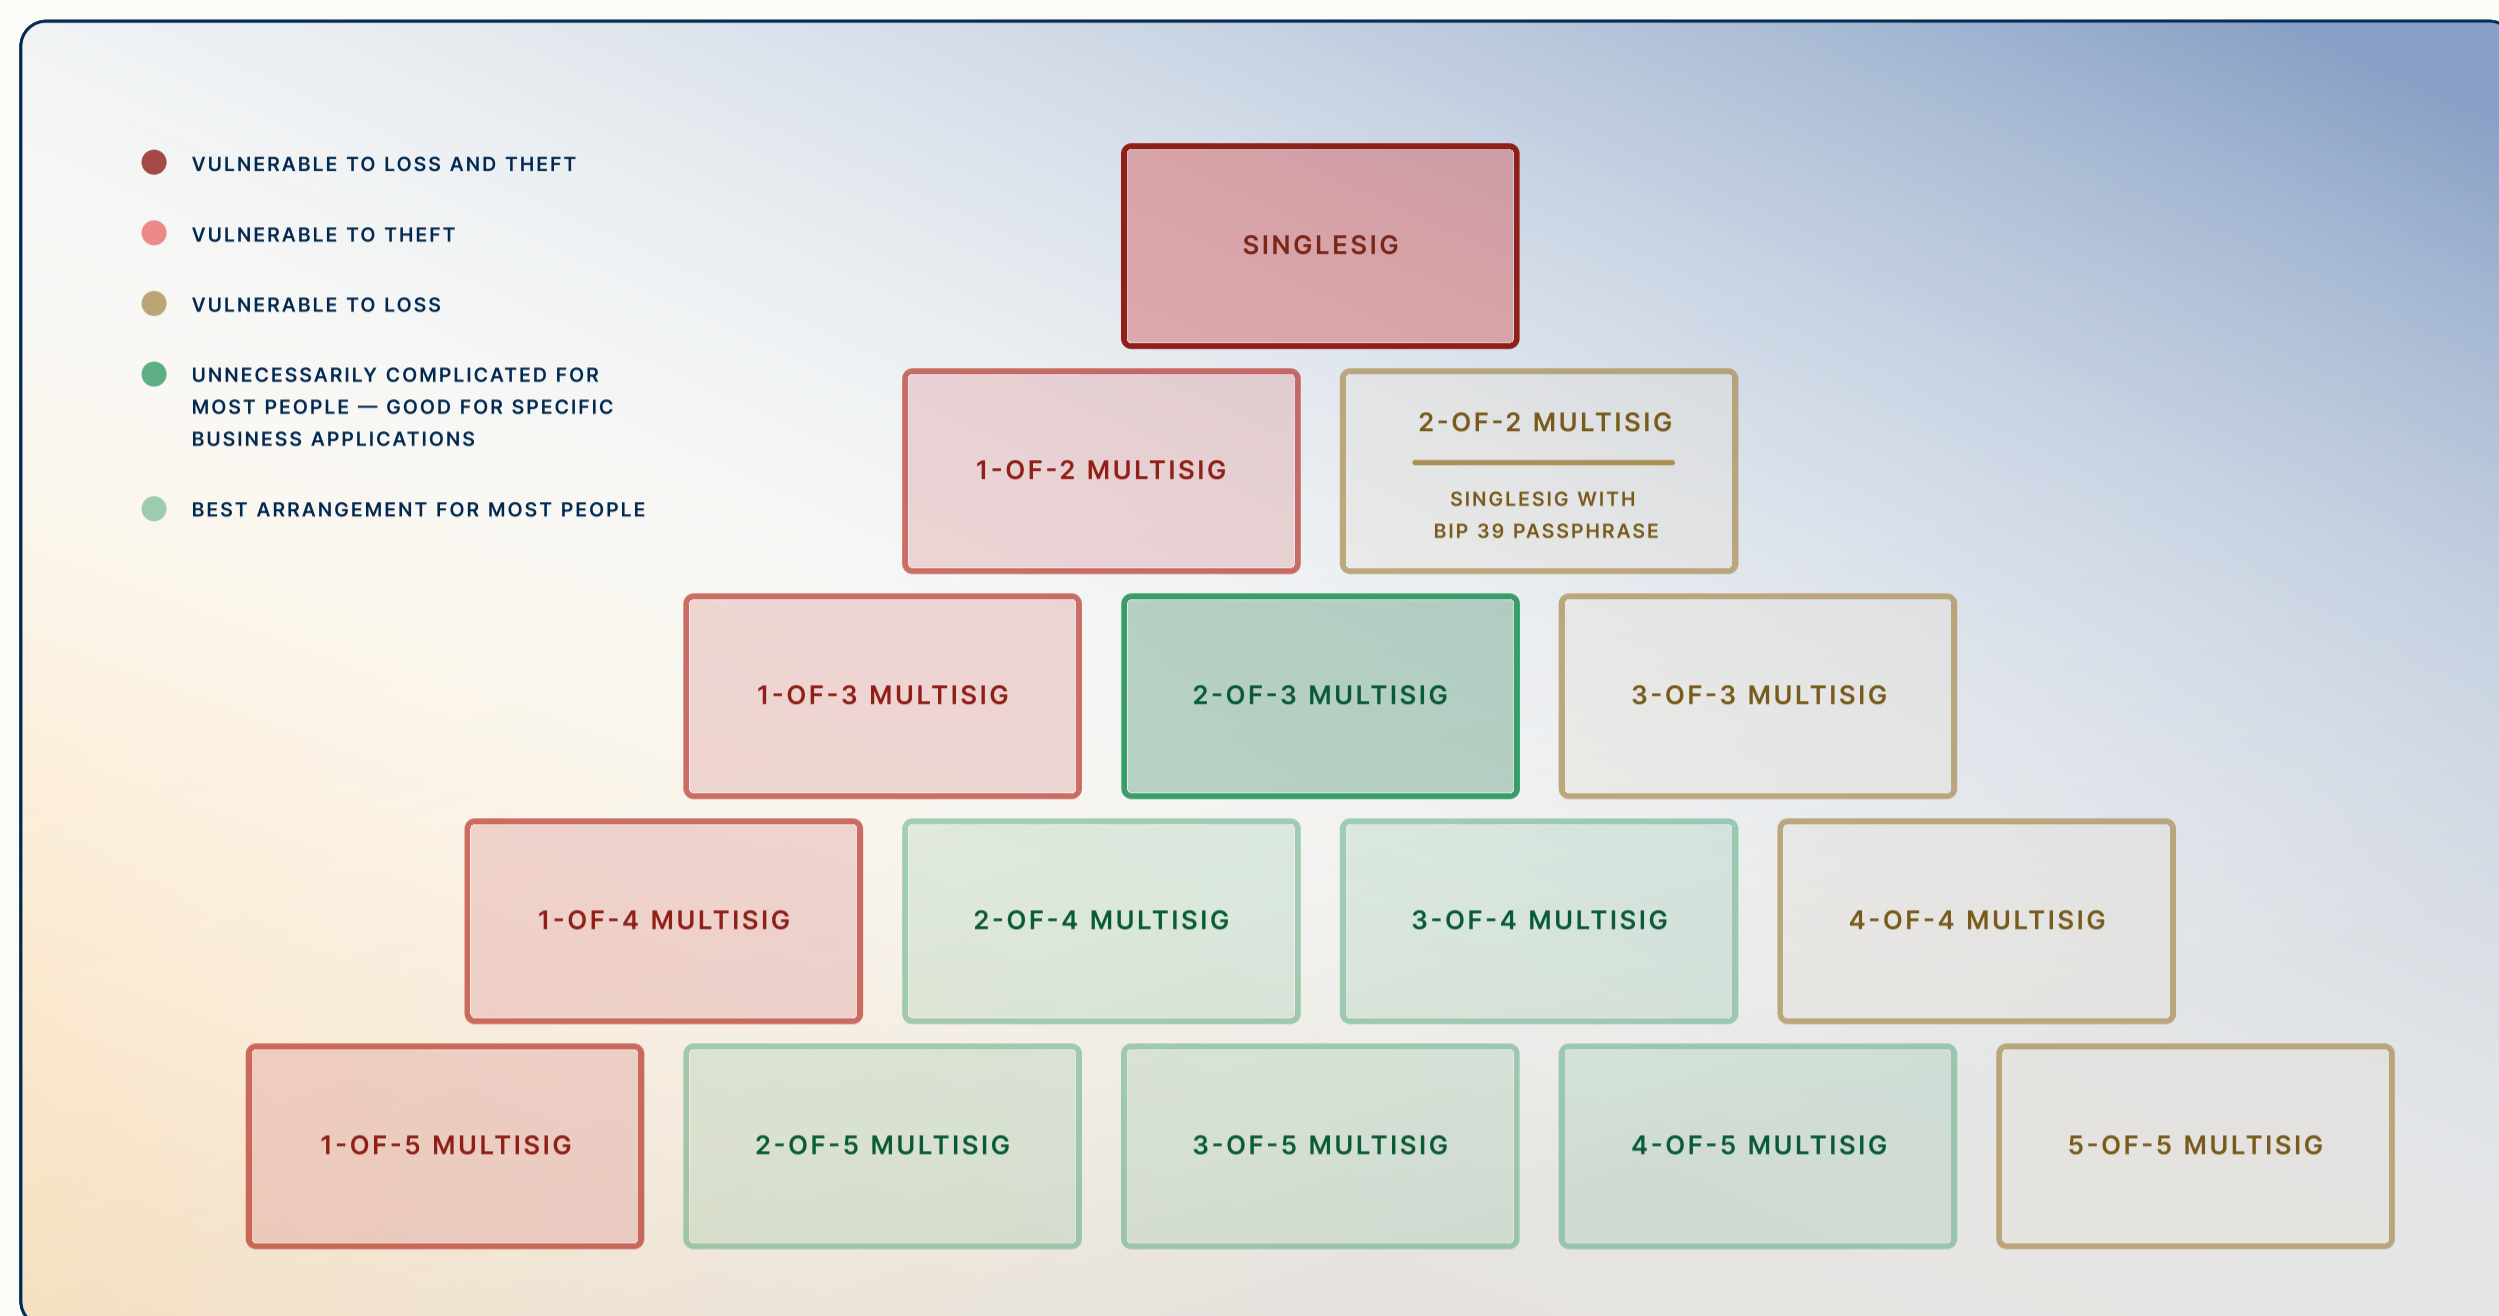 VULNERABLE TO LOSS AND THEFT
VULNERABLE TO THEFT
VULNERABLE TO LOSS
UNNECESSARILY COMPLICATED FOR
MOST PEOPLE — GOOD FOR SPECIFIC
BUSINESS APPLICATIONS
BEST ARRANGEMENT FOR MOST PEOPLE
SINGLESIG
1-OF-2 MULTISIG
2-OF-2 MULTISIG
SINGLESIG WITH
BIP 39 PASSPHRASE
1-OF-3 MULTISIG
2-OF-3 MULTISIG
3-OF-3 MULTISIG
1-OF-4 MULTISIG
2-OF-4 MULTISIG
3-OF-4 MULTISIG
4-OF-4 MULTISIG
1-OF-5 MULTISIG
2-OF-5 MULTISIG
3-OF-5 MULTISIG
4-OF-5 MULTISIG
5-OF-5 MULTISIG